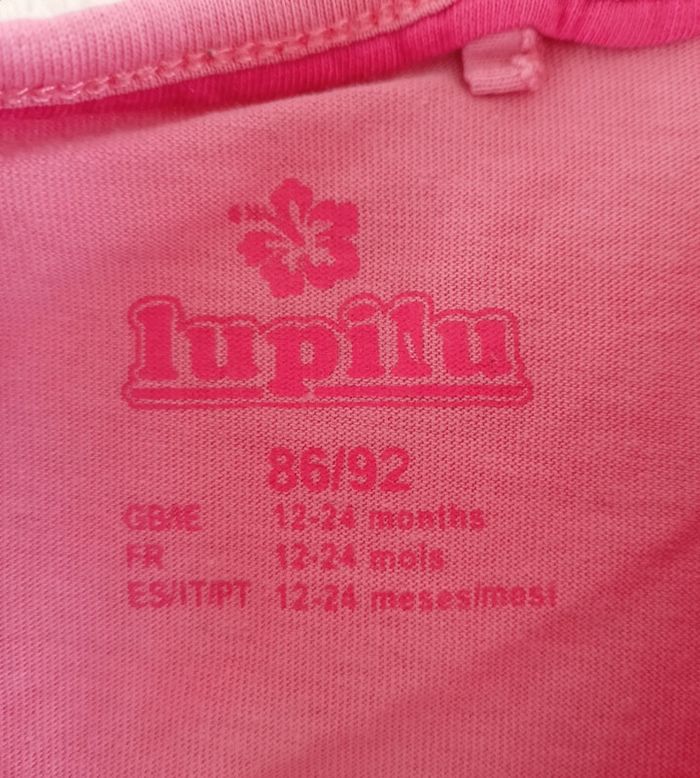 lupilu
86/92
GB/IE 12-24 months
FR 12-24 mois
ES/IT/PT 12-24 meses/mesi